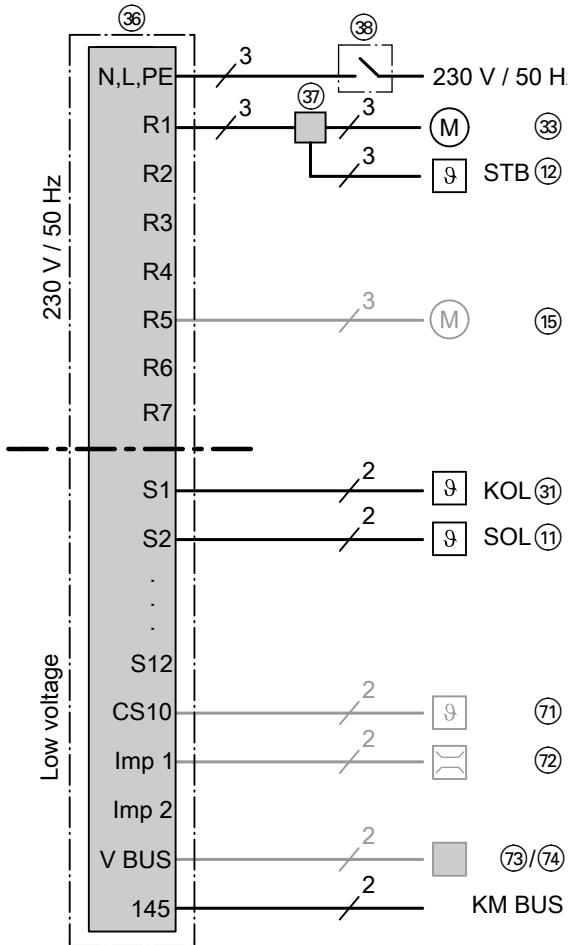 36 38
N,L,PE 3 230 V / 50 H
37
R1 3 3 M 33
R2 3 ϑ STB 12
R3
R4
R5 3 M 15
R6
R7
230 V / 50 Hz
S1 2 ϑ KOL 31
S2 2 ϑ SOL 11
.
.
.
S12
CS10 2 ϑ 71
Imp 1 2 72
Imp 2
V BUS 2 73/74
145 2 KM BUS
Low voltage